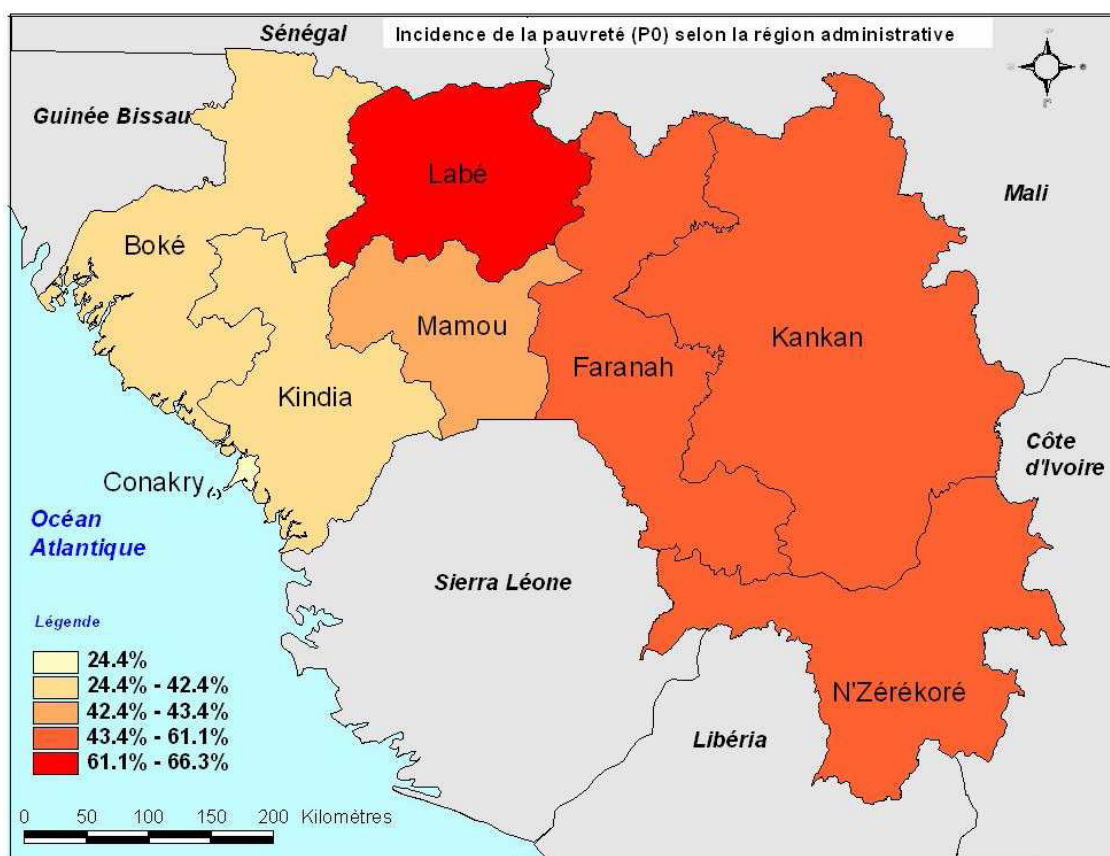 Sénégal
Incidence de la pauvreté (P0) selon la région administrative
Guinée Bissau
Labé
Mali
Boké
Mamou
Kankan
Faranah
Kindia
Côte
d'Ivoire
Conakry
Océan
Atlantique
Sierra Léone
Légende
24.4%
24.4% - 42.4%
42.4% - 43.4%
43.4% - 61.1%
61.1% - 66.3%
N'Zérékoré
Libéria
0 50 100 150 200 Kilomètres